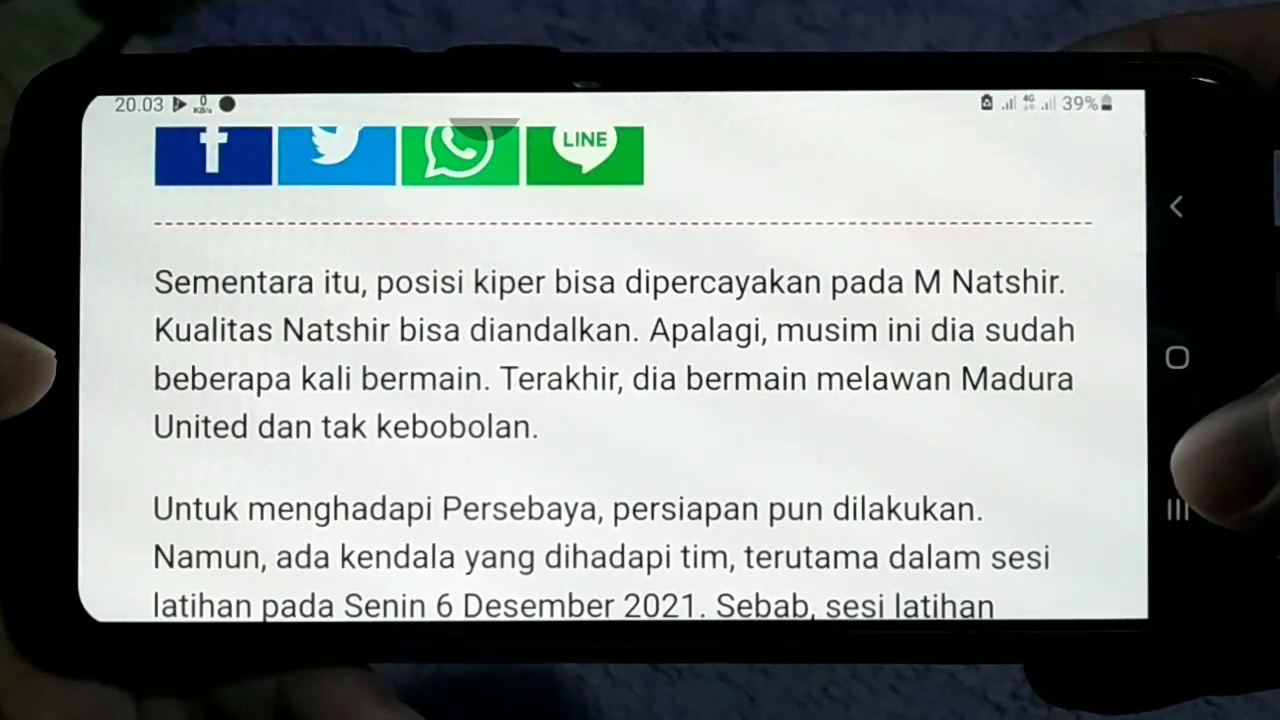 20.03 0 KB/s 4G 39%
f LINE
Sementara itu, posisi kiper bisa dipercayakan pada M Natshir.
Kualitas Natshir bisa diandalkan. Apalagi, musim ini dia sudah
beberapa kali bermain. Terakhir, dia bermain melawan Madura
United dan tak kebobolan.
Untuk menghadapi Persebaya, persiapan pun dilakukan.
Namun, ada kendala yang dihadapi tim, terutama dalam sesi
latihan pada Senin 6 Desember 2021. Sebab, sesi latihan